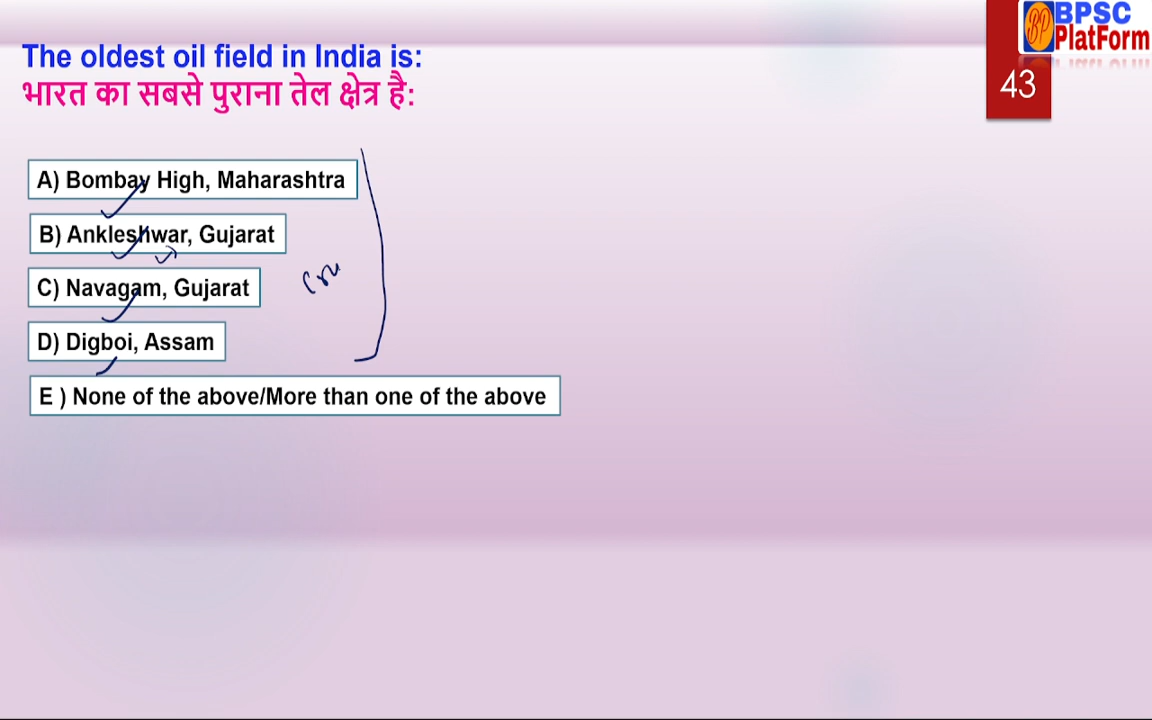 BPSC
PlatForm
43
The oldest oil field in India is:
भारत का सबसे पुराना तेल क्षेत्र है:
A) Bombay High, Maharashtra
B) Ankleshwar, Gujarat
C) Navagam, Gujarat
D) Digboi, Assam
E ) None of the above/More than one of the above